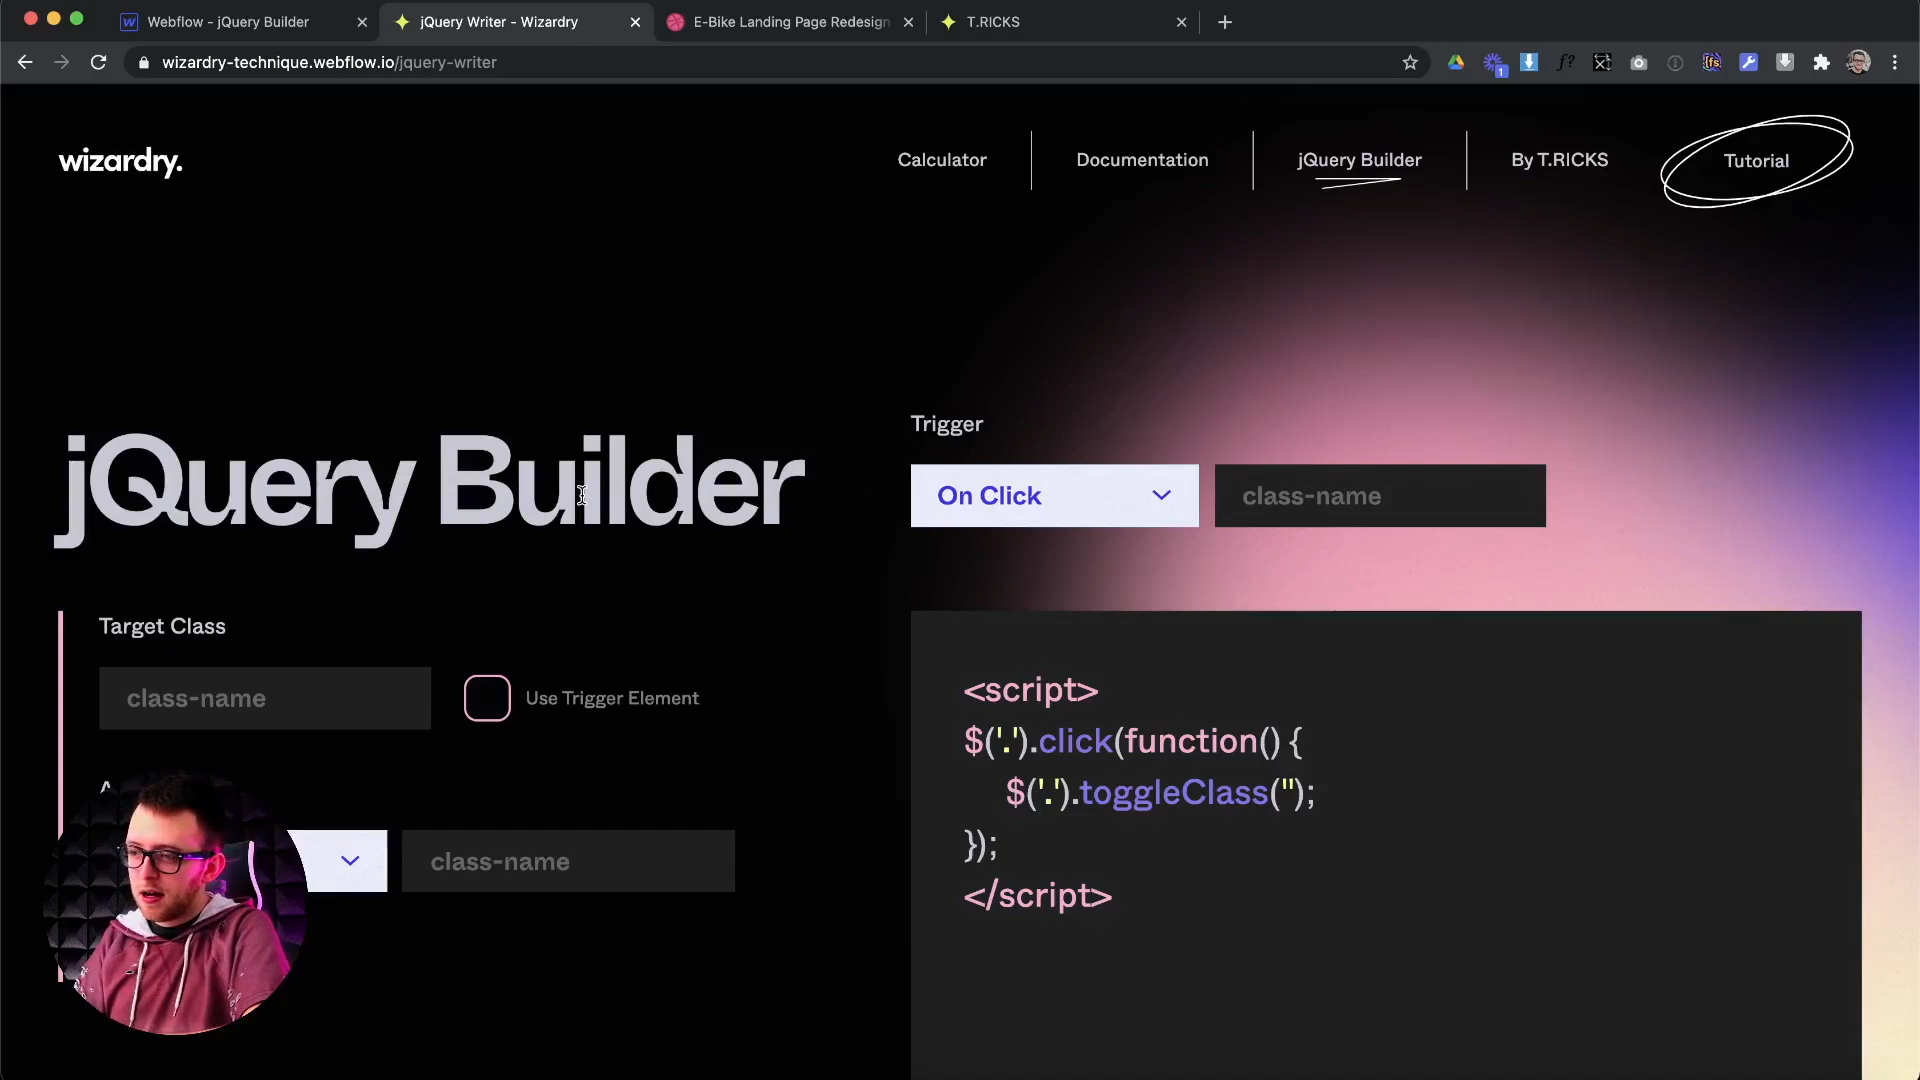 Webflow - jQuery Builder
jQuery Writer - Wizardry
E-Bike Landing Page Redesign
T.RICKS
wizardry-technique.webflow.io/jquery-writer
f?
1
{fs
wizardry.
Calculator
Documentation
jQuery Builder
By T.RICKS
Tutorial
jQuery Builder
Trigger
On Click
class-name
Target Class
class-name
Use Trigger Element
class-name
<script>
$('.').click(function() {
$('.').toggleClass('');
});
</script>